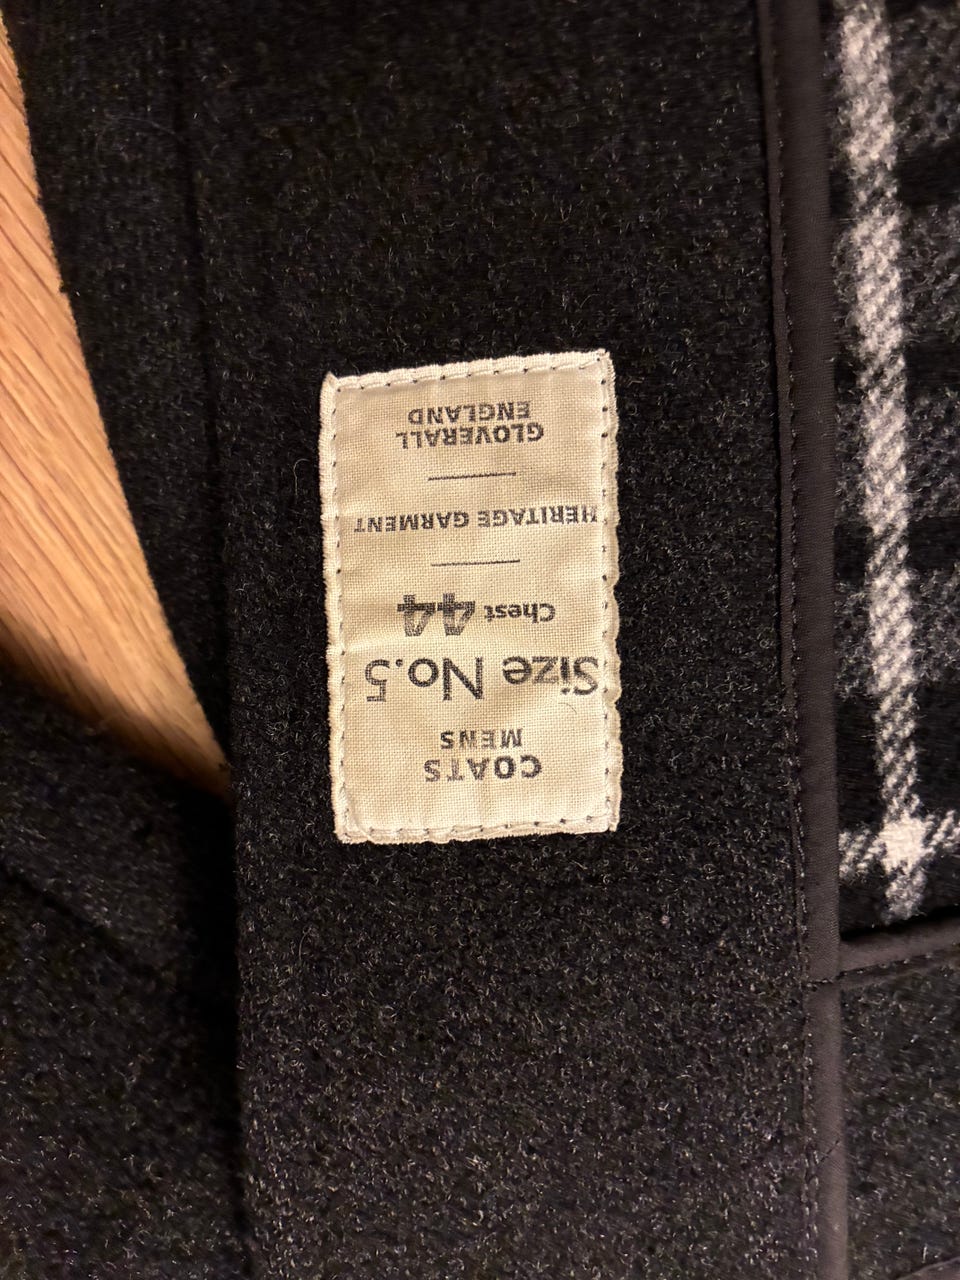 COATS
MENS
Size No.5
Chest 44
HERITAGE GARMENT
GLOVERALL
ENGLAND